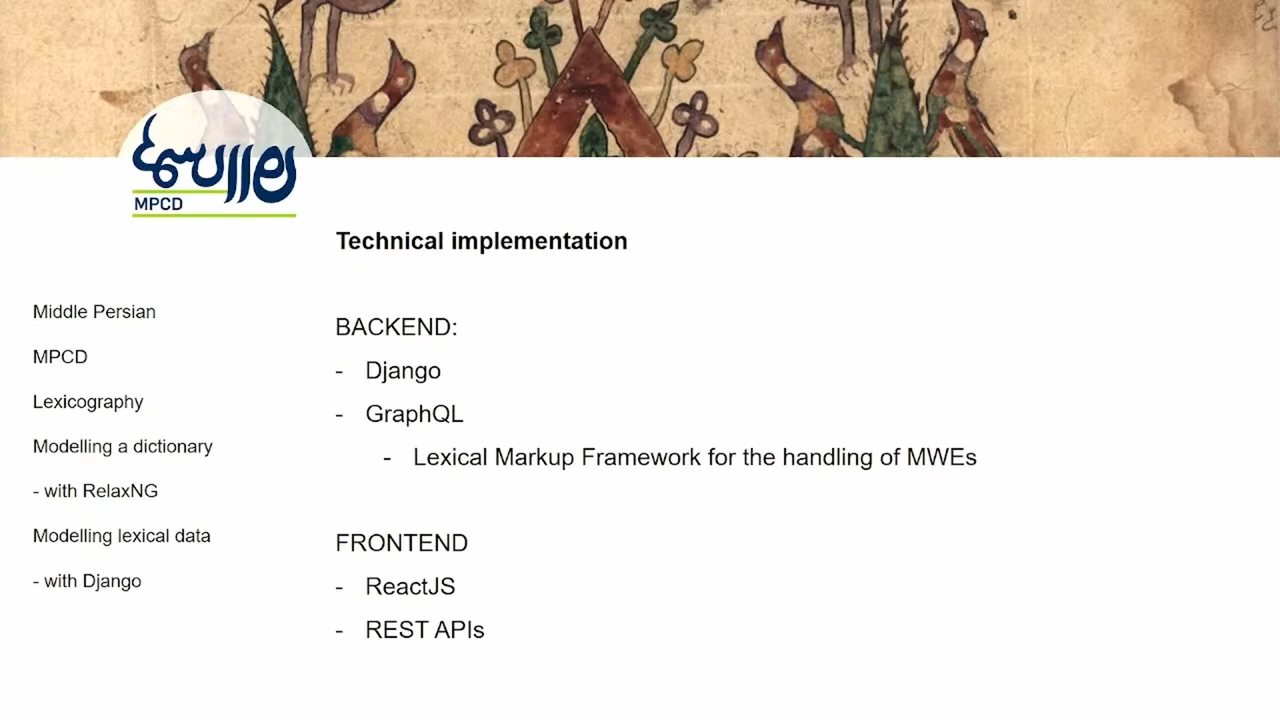 MPCD
Technical implementation
Middle Persian
MPCD
Lexicography
Modelling a dictionary
- with RelaxNG
Modelling lexical data
- with Django
BACKEND:
- Django
- GraphQL
- Lexical Markup Framework for the handling of MWEs
FRONTEND
- ReactJS
- REST APIs